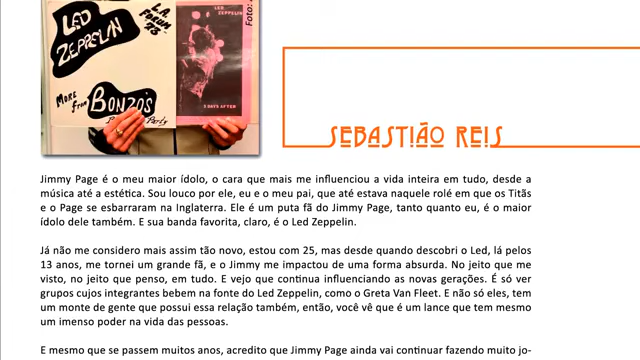 LED
ZEPPELIN
L.A.
FORUM
'73
LED
ZEPPELIN
Foto:
MORE
from
BONZO'S
Party
3 DAYS AFTER
SEBASTIÃO REIS
Jimmy Page é o meu maior ídolo, o cara que mais me influenciou a vida inteira em tudo, desde a
música até a estética. Sou louco por ele, eu e o meu pai, que até estava naquele rolé em que os Titãs
e o Page se esbarraram na Inglaterra. Ele é um puta fã do Jimmy Page, tanto quanto eu, é o maior
ídolo dele também. E sua banda favorita, claro, é o Led Zeppelin.
Já não me considero mais assim tão novo, estou com 25, mas desde quando descobri o Led, lá pelos
13 anos, me tornei um grande fã, e o Jimmy me impactou de uma forma absurda. No jeito que me
visto, no jeito que penso, em tudo. E vejo que continua influenciando as novas gerações. É só ver
grupos cujos integrantes bebem na fonte do Led Zeppelin, como o Greta Van Fleet. E não só eles, tem
um monte de gente que possui essa relação também, então, você vê que é um lance que tem mesmo
um imenso poder na vida das pessoas.
E mesmo que se passem muitos anos, acredito que Jimmy Page ainda vai continuar fazendo muito jo-